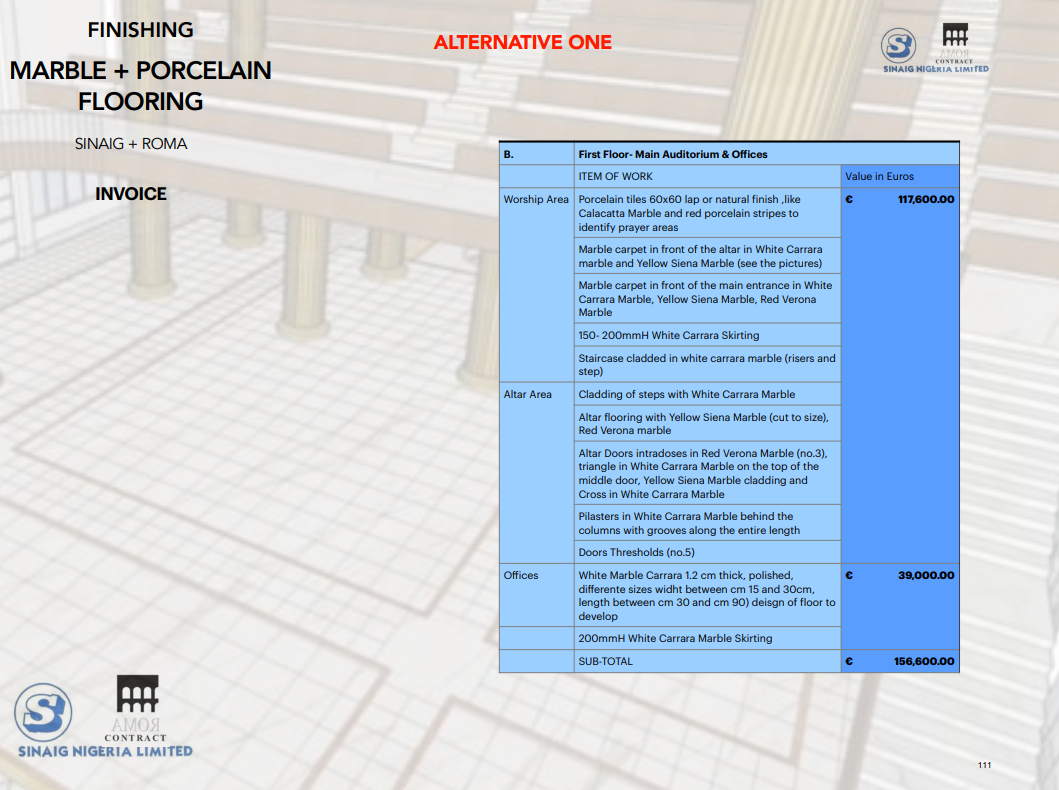 FINISHING
MARBLE + PORCELAIN
FLOORING
SINAIG + ROMA
INVOICE
ALTERNATIVE ONE
S
ROMA
CONTRACT
SINAIG NIGERIA LIMITED
B. First Floor- Main Auditorium & Offices
ITEM OF WORK Value in Euros
Worship Area Porcelain tiles 60x60 lap or natural finish ,like € 117,600.00
Calacatta Marble and red porcelain stripes to
identify prayer areas
Marble carpet in front of the altar in White Carrara
marble and Yellow Siena Marble (see the pictures)
Marble carpet in front of the main entrance in White
Carrara Marble, Yellow Siena Marble, Red Verona
Marble
150- 200mmH White Carrara Skirting
Staircase cladded in white carrara marble (risers and
step)
Altar Area Cladding of steps with White Carrara Marble
Altar flooring with Yellow Siena Marble (cut to size),
Red Verona marble
Altar Doors intradoses in Red Verona Marble (no.3),
triangle in White Carrara Marble on the top of the
middle door, Yellow Siena Marble cladding and
Cross in White Carrara Marble
Pilasters in White Carrara Marble behind the
columns with grooves along the entire length
Doors Thresholds (no.5)
Offices White Marble Carrara 1.2 cm thick, polished, € 39,000.00
differente sizes widht between cm 15 and 30cm,
length between cm 30 and cm 90) deisgn of floor to
develop
200mmH White Carrara Marble Skirting
SUB-TOTAL € 156,600.00
S
ROMA
CONTRACT
SINAIG NIGERIA LIMITED
111